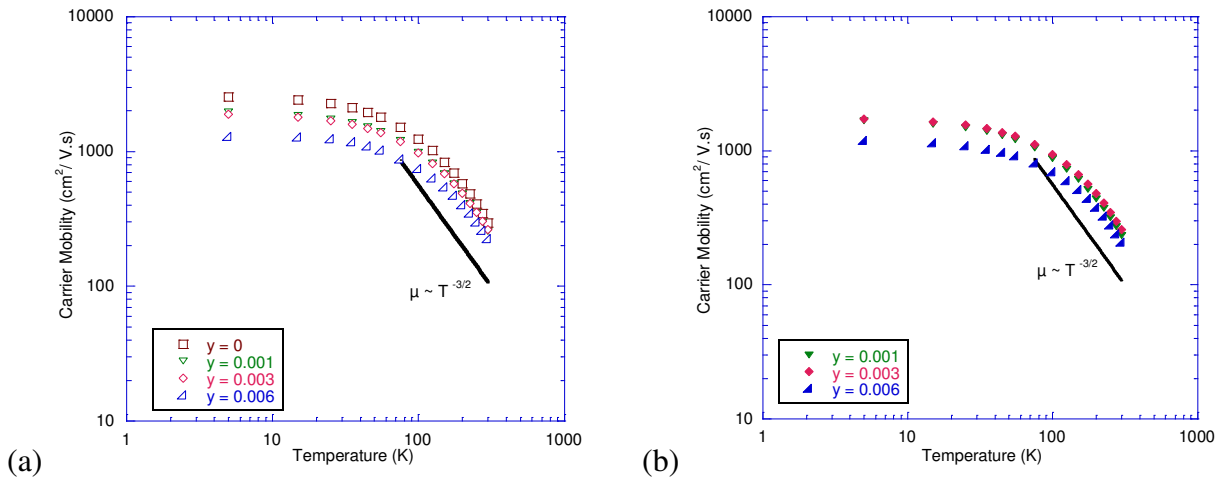 10000
1000
100
10
Carrier Mobility (cm²/ V.s)
μ ~ T -3/2
y = 0
y = 0.001
y = 0.003
y = 0.006
1
10
100
1000
Temperature (K)
(a)
10000
1000
100
10
Carrier Mobility (cm²/ V.s)
μ ~ T -3/2
y = 0.001
y = 0.003
y = 0.006
1
10
100
1000
Temperature (K)
(b)